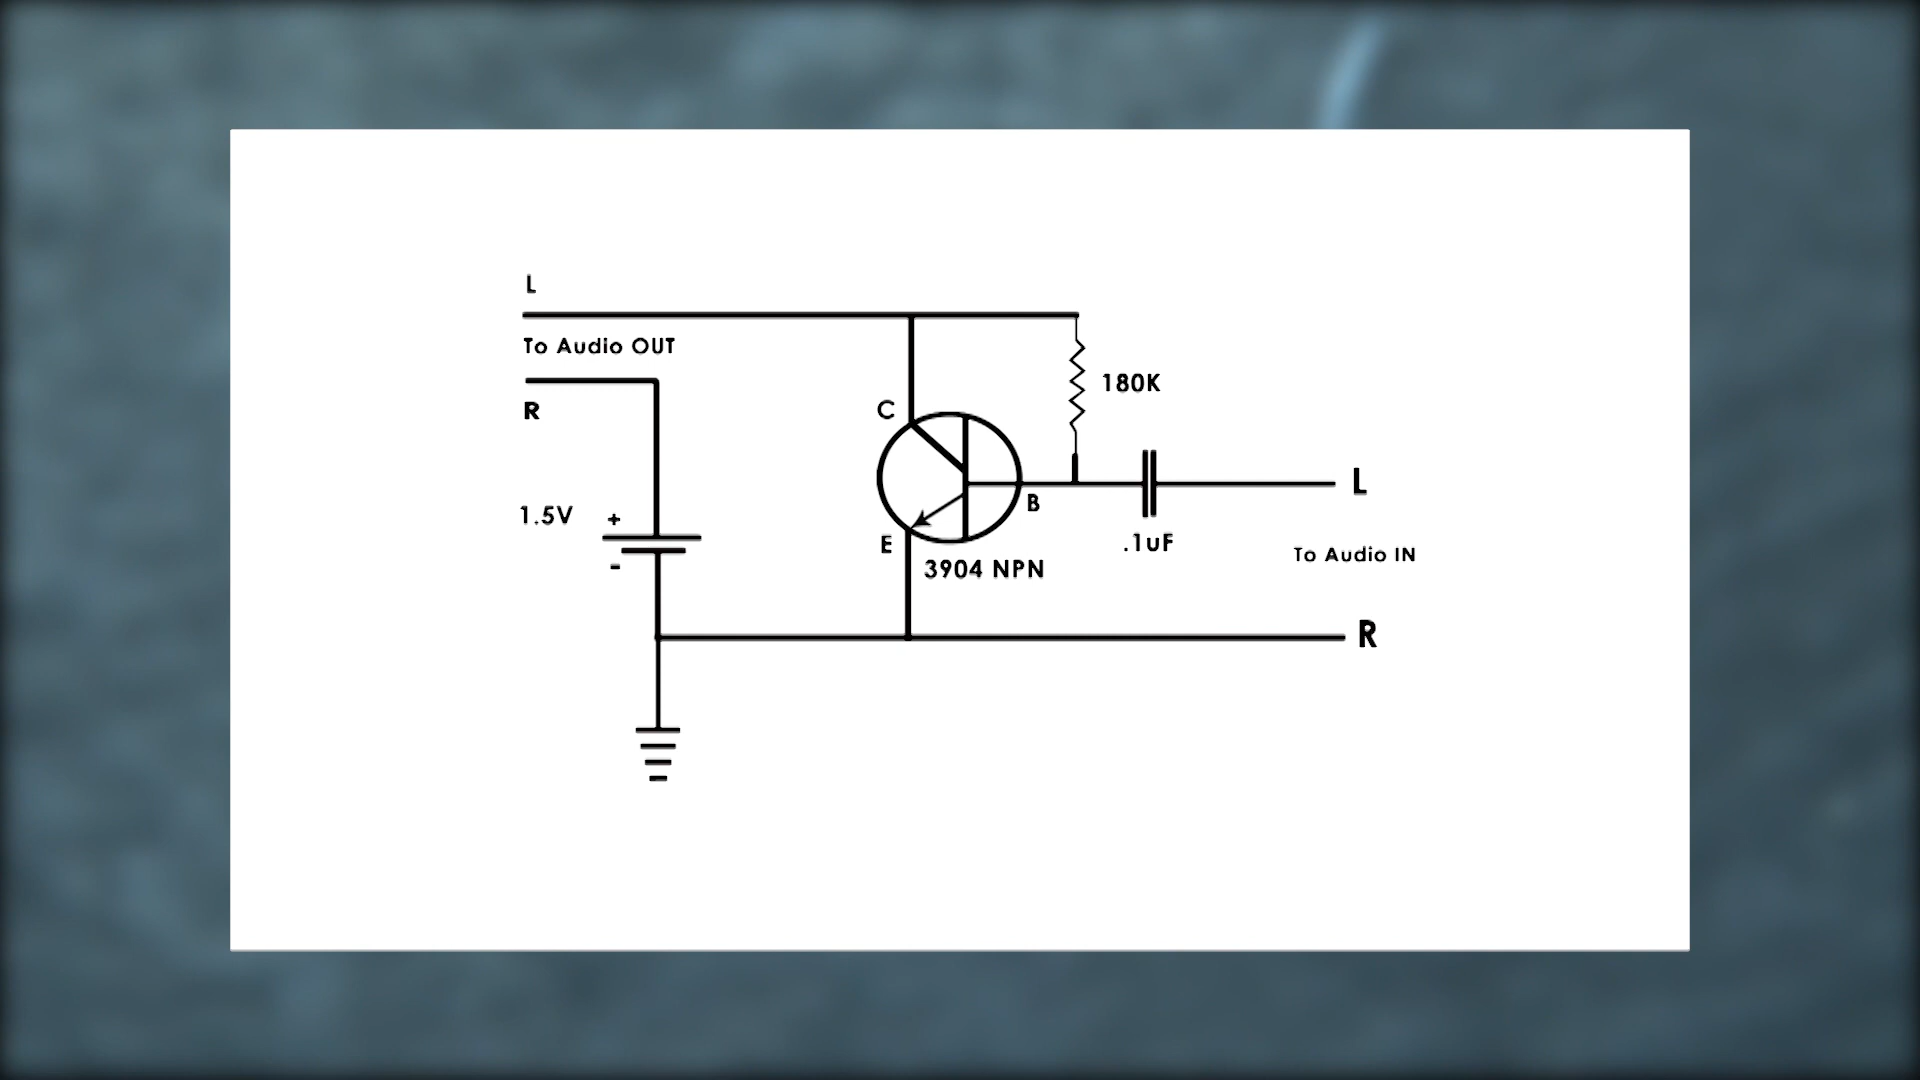 L
To Audio OUT
R
180K
C
1.5V
+
-
B
E
3904 NPN
.1uF
L
To Audio IN
R